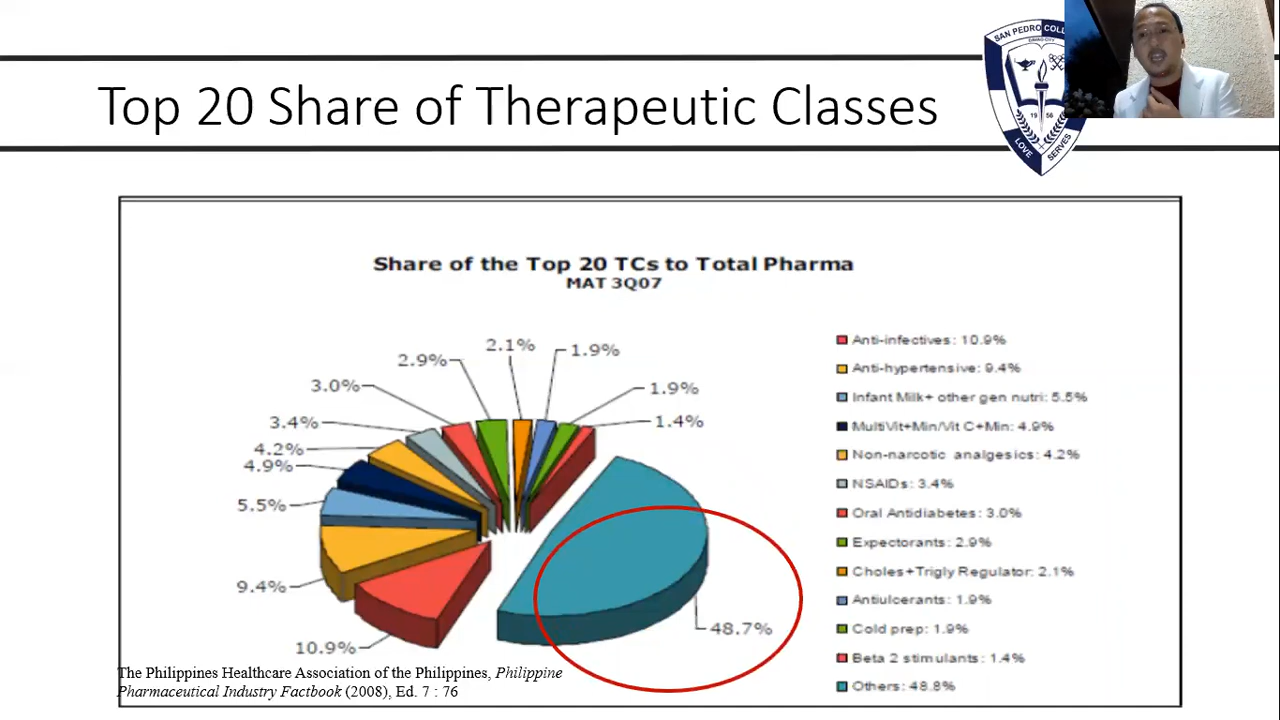 Top 20 Share of Therapeutic Classes
SAN PEDRO COLL
DAVAO CITY
19 56
LOVE SERVES
Share of the Top 20 TCs to Total Pharma
MAT 3Q07
2.1%
1.9%
2.9%
3.0%
1.9%
3.4%
1.4%
4.2%
4.9%
5.5%
9.4%
48.7%
10.9%
Anti-infectives: 10.9%
Anti-hypertensive: 9.4%
Infant Milk+ other gen nutri: 5.5%
MultiVit+Min/Vit C+Min: 4.9%
Non-narcotic analgesics: 4.2%
NSAIDs: 3.4%
Oral Antidiabetes: 3.0%
Expectorants: 2.9%
Choles+Trigly Regulator: 2.1%
Antiulcerants: 1.9%
Cold prep: 1.9%
Beta 2 stimulants: 1.4%
Others: 48.8%
The Philippines Healthcare Association of the Philippines, Philippine
Pharmaceutical Industry Factbook (2008), Ed. 7 : 76